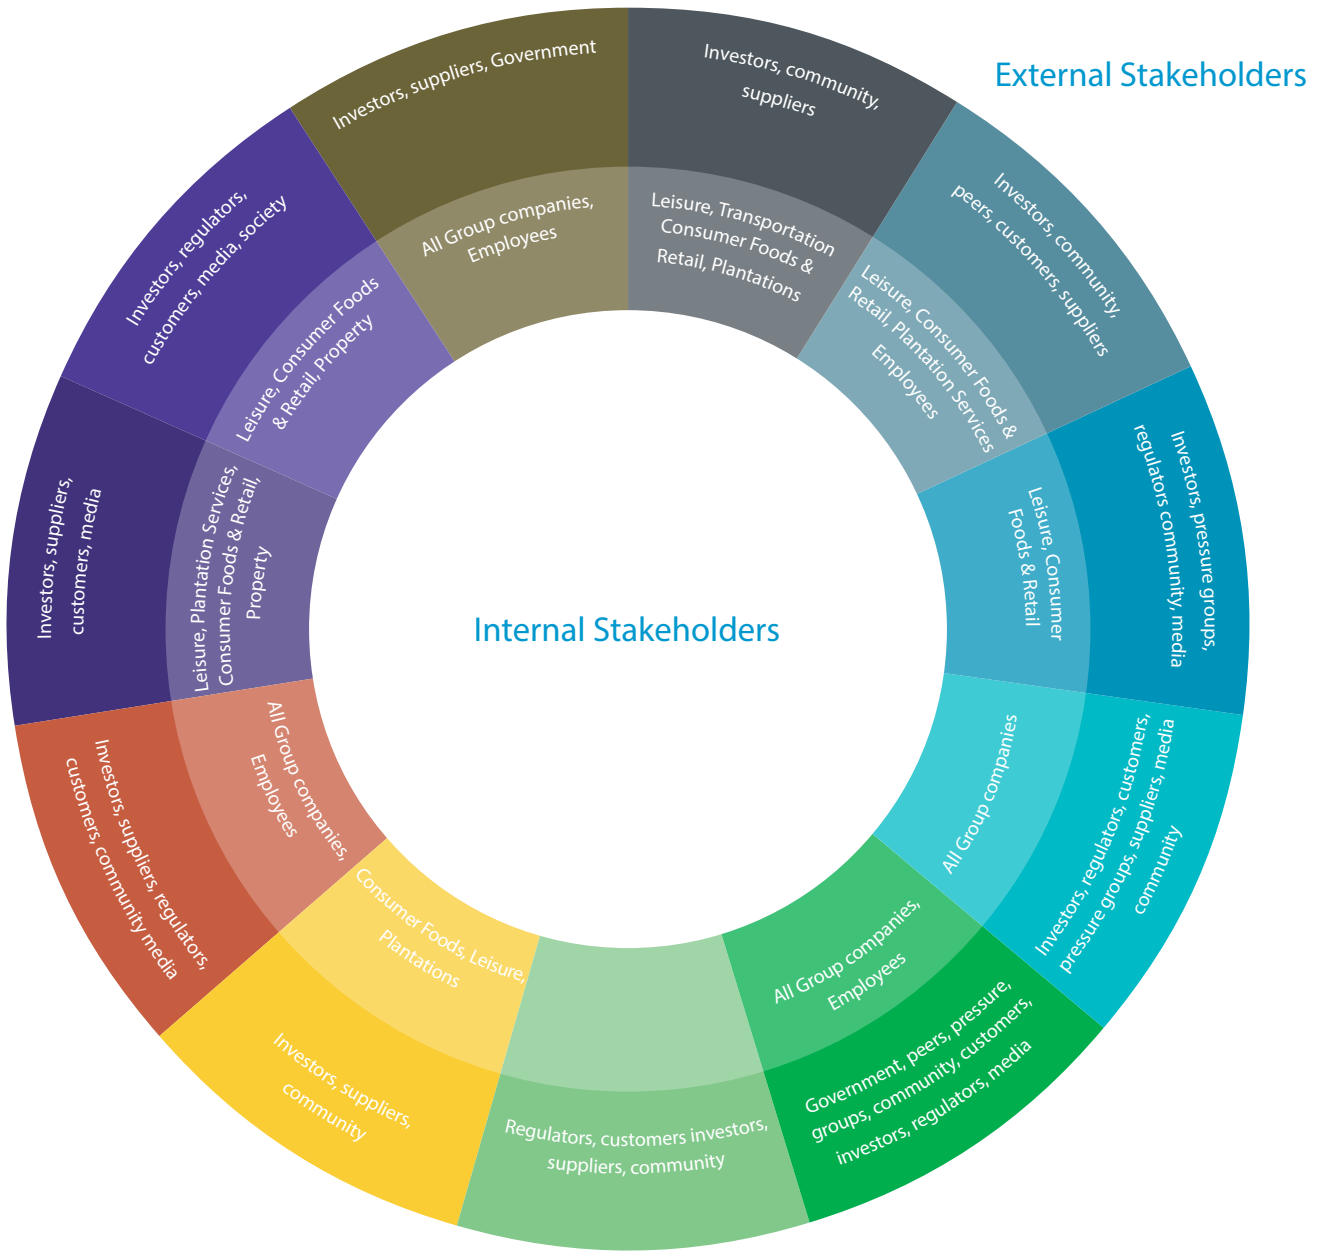 External Stakeholders
Investors, community,
suppliers
Leisure, Transportation
Consumer Foods &
Retail, Plantations
Investors, community,
peers, customers, suppliers
Leisure, Consumer Foods &
Retail, Plantation Services
Employees
Investors, pressure groups,
regulators community, media
Leisure, Consumer
Foods & Retail
Investors, regulators, customers,
pressure groups, suppliers, media
community
All Group companies
Government, peers, pressure,
groups, community, customers,
investors, regulators, media
All Group companies,
Employees
Regulators, customers investors,
suppliers, community
Investors, suppliers,
community
Consumer Foods, Leisure,
Plantations
Investors, suppliers, regulators,
customers, community media
All Group companies,
Employees
Investors, suppliers,
customers, media
Leisure, Plantation Services,
Consumer Foods & Retail,
Property
Investors, regulators,
customers, media, society
Leisure, Consumer Foods
& Retail, Property
Investors, suppliers, Government
All Group companies,
Employees
Internal Stakeholders